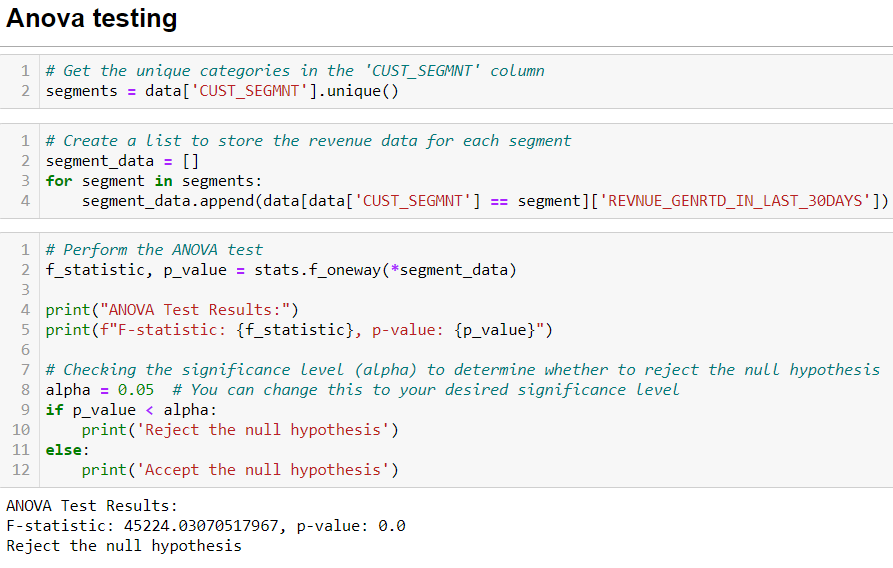 Anova testing
1 # Get the unique categories in the 'CUST_SEGMNT' column
2 segments = data['CUST_SEGMNT'].unique()
1 # Create a list to store the revenue data for each segment
2 segment_data = []
3 for segment in segments:
4     segment_data.append(data[data['CUST_SEGMNT'] == segment]['REVNUE_GENRTD_IN_LAST_30DAYS'])
1 # Perform the ANOVA test
2 f_statistic, p_value = stats.f_oneway(*segment_data)
3
4 print("ANOVA Test Results:")
5 print(f"F-statistic: {f_statistic}, p-value: {p_value}")
6
7 # Checking the significance level (alpha) to determine whether to reject the null hypothesis
8 alpha = 0.05  # You can change this to your desired significance level
9 if p_value < alpha:
10     print('Reject the null hypothesis')
11 else:
12     print('Accept the null hypothesis')
ANOVA Test Results:
F-statistic: 45224.03070517967, p-value: 0.0
Reject the null hypothesis